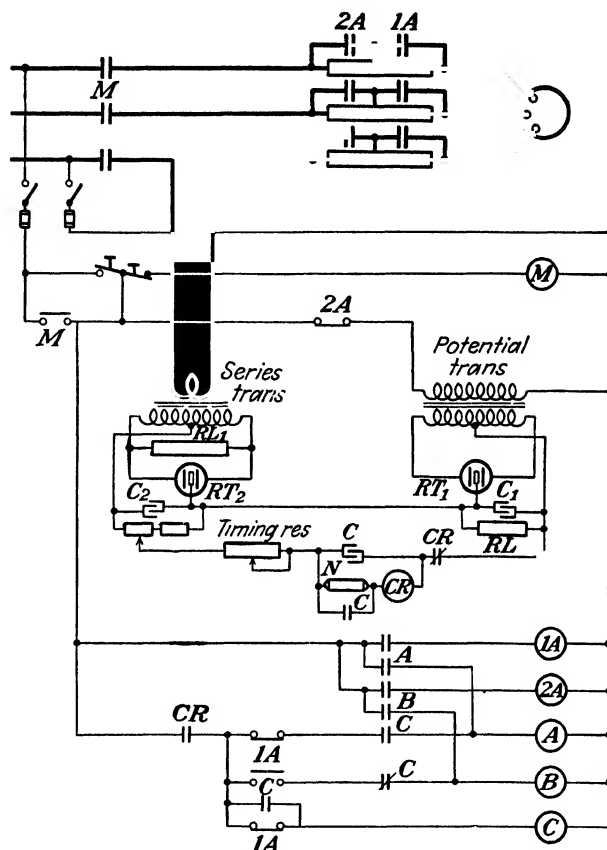 2A 1A
M
M
M
2A
Series trans
Potential trans
RL1
RT2
RT1
C2
C1
Timing res
C
CR
RL
N
CR
C
1A
A
2A
B
CR
C
A
1A
C
B
C
C
1A